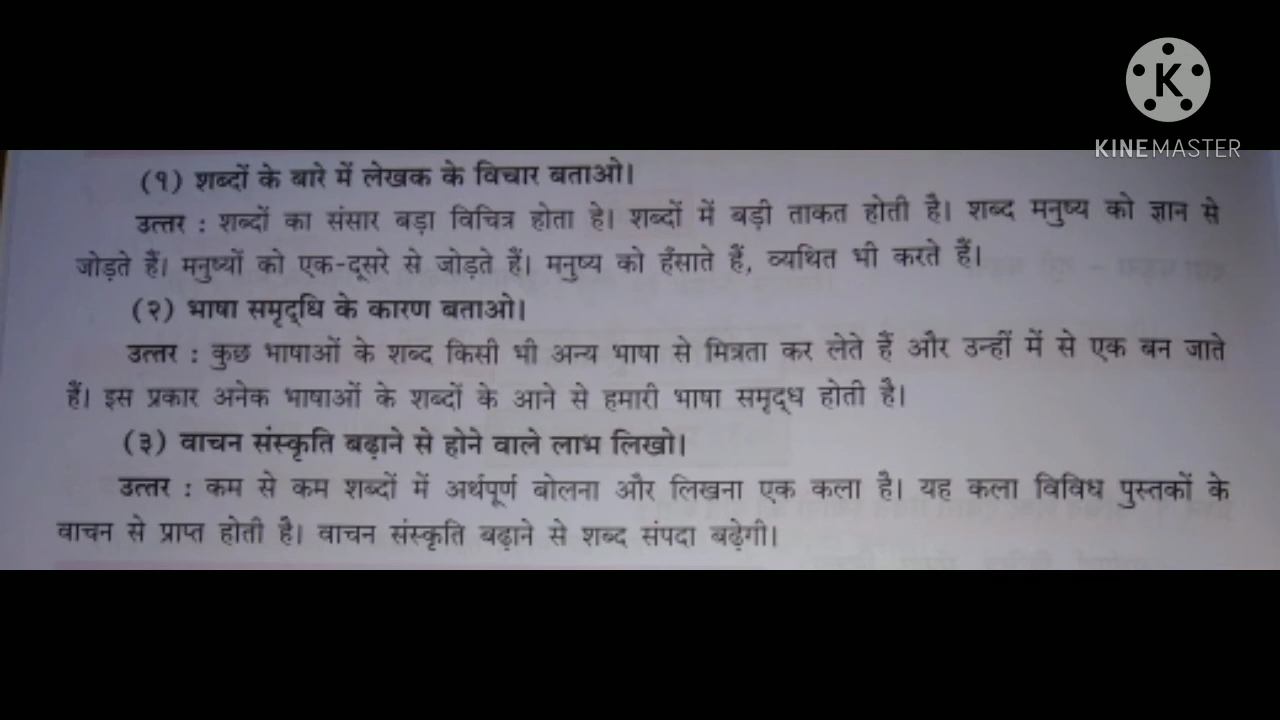 KINEMASTER
(१) शब्दों के बारे में लेखक के विचार बताओ।
उत्तर : शब्दों का संसार बड़ा विचित्र होता हे। शब्दों में बड़ी ताकत होती है। शब्द मनुष्य को ज्ञान से
जोड़ते हैं। मनुष्यों को एक-दूसरे से जोड़ते हैं। मनुष्य को हँसाते हैं, व्यथित भी करते हैं।
(२) भाषा समृद्धि के कारण बताओ।
उत्तर : कुछ भाषाओं के शब्द किसी भी अन्य भाषा से मित्रता कर लेते हैं और उन्हीं में से एक बन जाते
हैं। इस प्रकार अनेक भाषाओं के शब्दों के आने से हमारी भाषा समृद्ध होती है।
(३) वाचन संस्कृति बढ़ाने से होने वाले लाभ लिखो।
उत्तर : कम से कम शब्दों में अर्थपूर्ण बोलना और लिखना एक कला है। यह कला विविध पुस्तकों के
वाचन से प्राप्त होती है। वाचन संस्कृति बढ़ाने से शब्द संपदा बढ़ेगी।